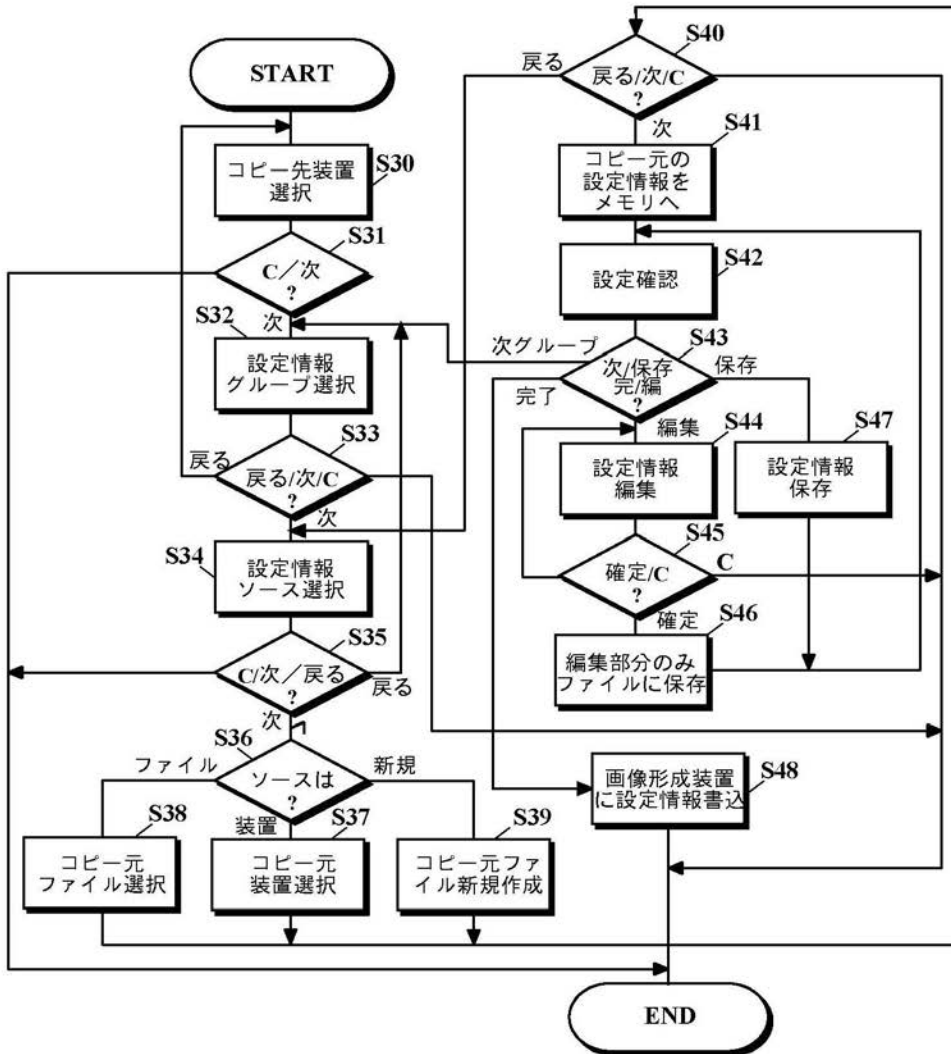 START
S30
コピー先装置
選択
S31
C／次
?
次
S32
設定情報
グループ選択
S33
戻る
戻る/次/C
?
次
S34
設定情報
ソース選択
S35
C/次／戻る
?
戻る
次
S36
ファイル
ソースは
?
新規
装置
S38
コピー元
ファイル選択
S37
コピー元
装置選択
S39
コピー元ファ
イル新規作成
S40
戻る
戻る/次/C
?
次
S41
コピー元の
設定情報を
メモリへ
S42
設定確認
S43
次グループ
次/保存
完/編
?
保存
完了
編集
S44
設定情報
編集
S47
設定情報
保存
S45
確定/C
?
C
確定
S46
編集部分のみ
ファイルに保存
S48
画像形成装置
に設定情報書込
END